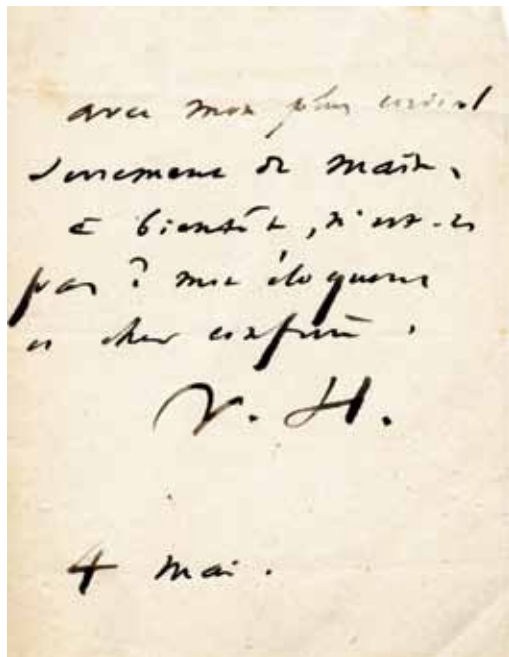 avec mon plus cordial
serrement de main.
à bientôt, n'est-ce
pas ? mon éloquent
et cher confrère.
V. H.
4 mai.